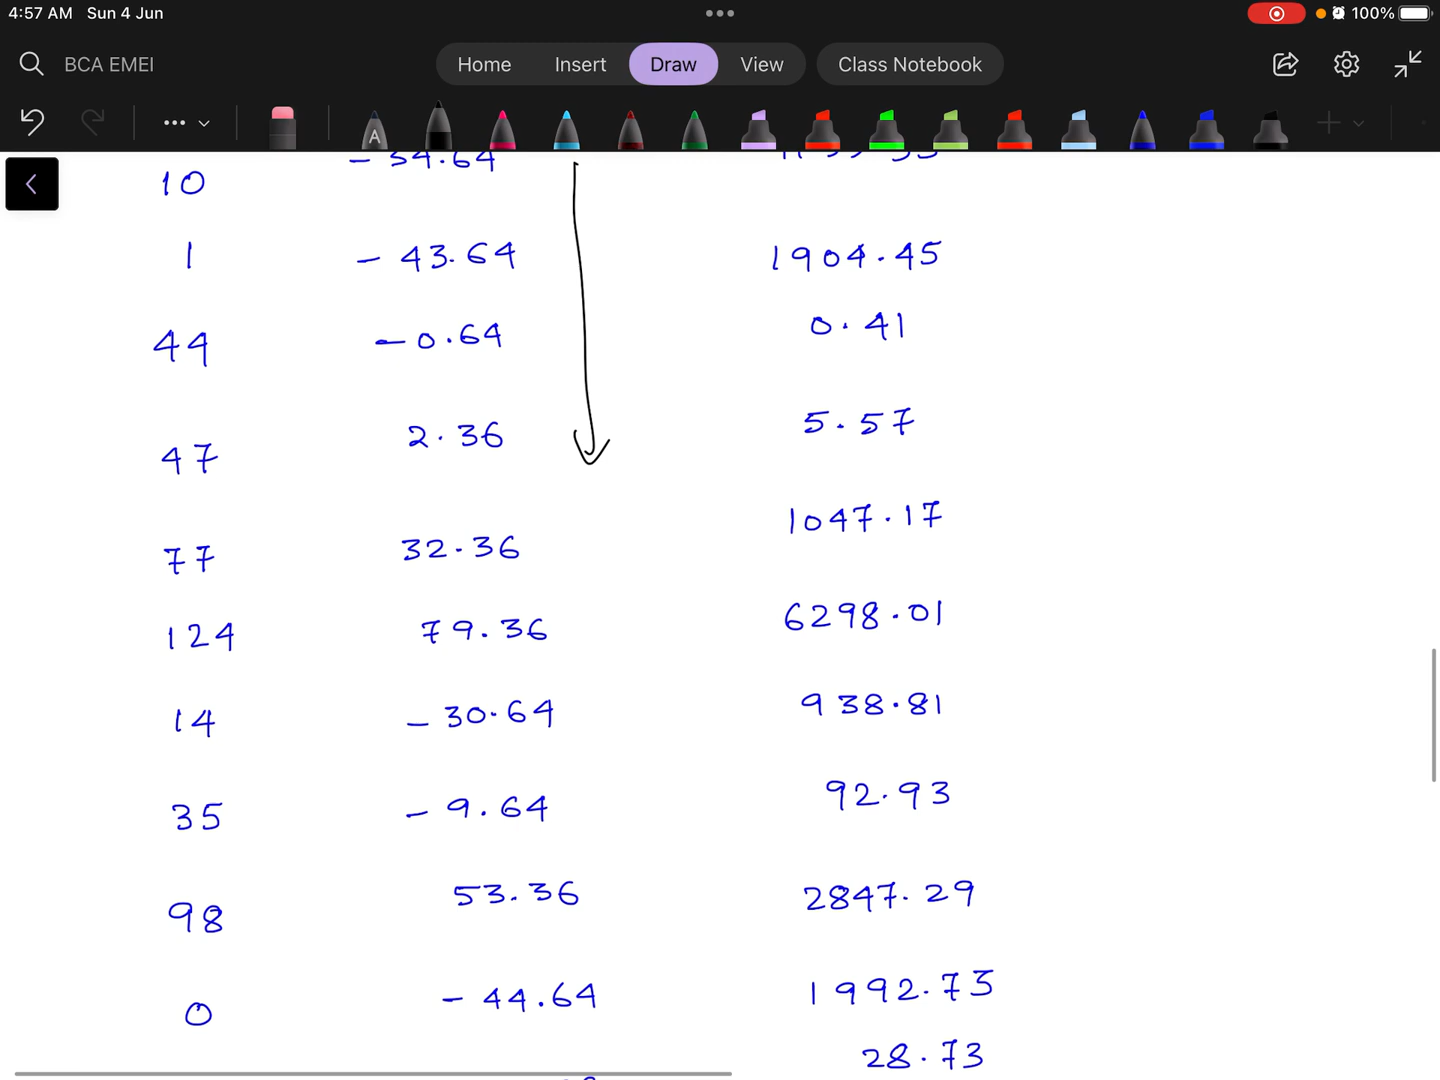 4:57 AM Sun 4 Jun 100%
BCA EMEI Home Insert Draw View Class Notebook
A
10 - 34.64
1 - 43.64 1904.45
44 - 0.64 0.41
47 2.36 5.57
77 32.36 1047.17
124 79.36 6298.01
14 - 30.64 938.81
35 - 9.64 92.93
98 53.36 2847.29
0 - 44.64 1992.73
28.73